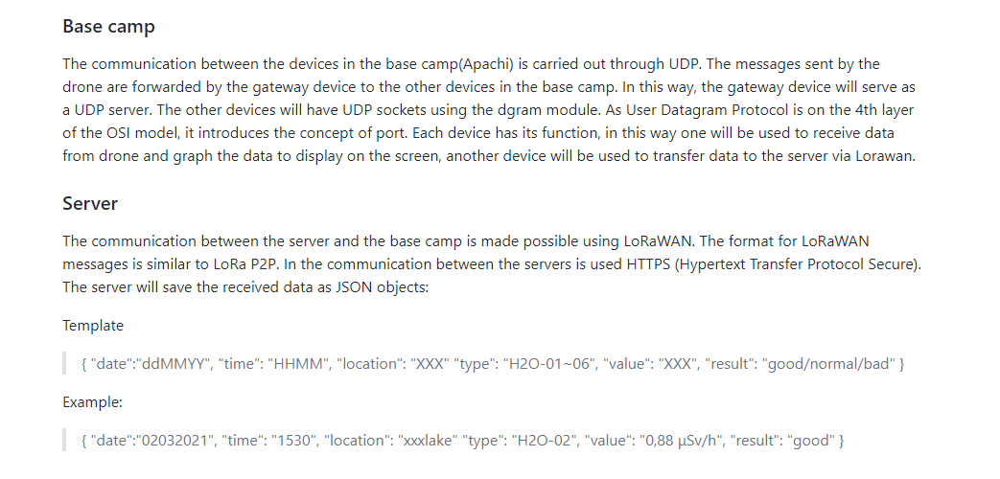 Base camp
The communication between the devices in the base camp(Apachi) is carried out through UDP. The messages sent by the
drone are forwarded by the gateway device to the other devices in the base camp. In this way, the gateway device will serve as
a UDP server. The other devices will have UDP sockets using the dgram module. As User Datagram Protocol is on the 4th layer
of the OSI model, it introduces the concept of port. Each device has its function, in this way one will be used to receive data
from drone and graph the data to display on the screen, another device will be used to transfer data to the server via Lorawan.
Server
The communication between the server and the base camp is made possible using LoRaWAN. The format for LoRaWAN
messages is similar to LoRa P2P. In the communication between the servers is used HTTPS (Hypertext Transfer Protocol Secure).
The server will save the received data as JSON objects:
Template
{ "date":"ddMMYY", "time": "HHMM", "location": "XXX" "type": "H2O-01~06", "value": "XXX", "result": "good/normal/bad" }
Example:
{ "date":"02032021", "time": "1530", "location": "xxxlake" "type": "H2O-02", "value": "0,88 μSv/h", "result": "good" }